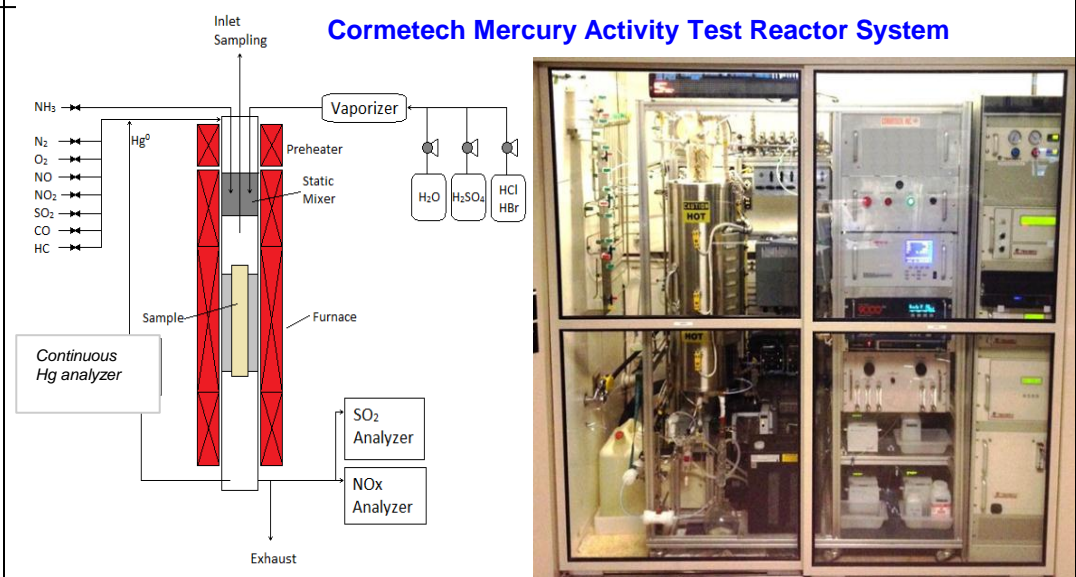 Cormetech Mercury Activity Test Reactor System
Inlet
Sampling
NH₃
N₂
O₂
NO
NO₂
SO₂
CO
HC
Hg⁰
Vaporizer
H₂O
H₂SO₄
HCl
HBr
Preheater
Static
Mixer
Sample
Furnace
Continuous
Hg analyzer
SO₂
Analyzer
NOx
Analyzer
Exhaust
CAUTION
HOT
HOT
9000